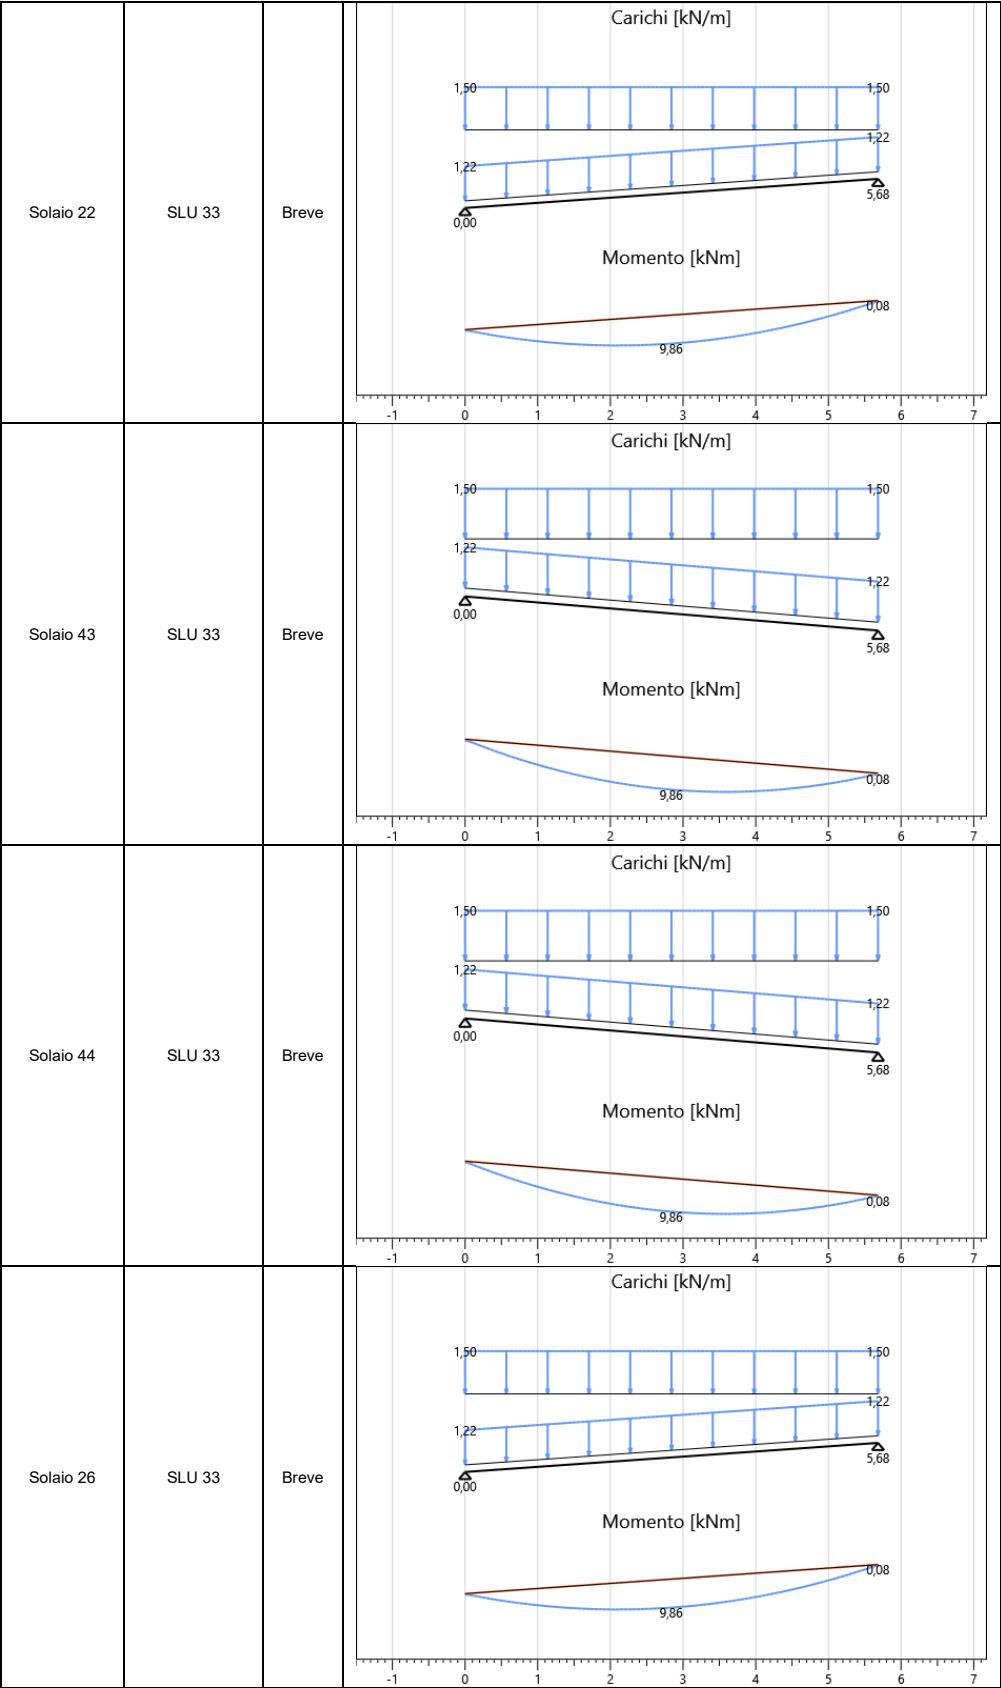 Carichi [kN/m]
1,50 1,50
1,22
1,22
5,68
0,00
Solaio 22 SLU 33 Breve
Momento [kNm]
0,08
9,86
-1 0 1 2 3 4 5 6 7
Carichi [kN/m]
1,50 1,50
1,22
1,22
0,00
5,68
Solaio 43 SLU 33 Breve
Momento [kNm]
0,08
9,86
-1 0 1 2 3 4 5 6 7
Carichi [kN/m]
1,50 1,50
1,22
1,22
0,00
5,68
Solaio 44 SLU 33 Breve
Momento [kNm]
0,08
9,86
-1 0 1 2 3 4 5 6 7
Carichi [kN/m]
1,50 1,50
1,22
1,22
5,68
0,00
Solaio 26 SLU 33 Breve
Momento [kNm]
0,08
9,86
-1 0 1 2 3 4 5 6 7